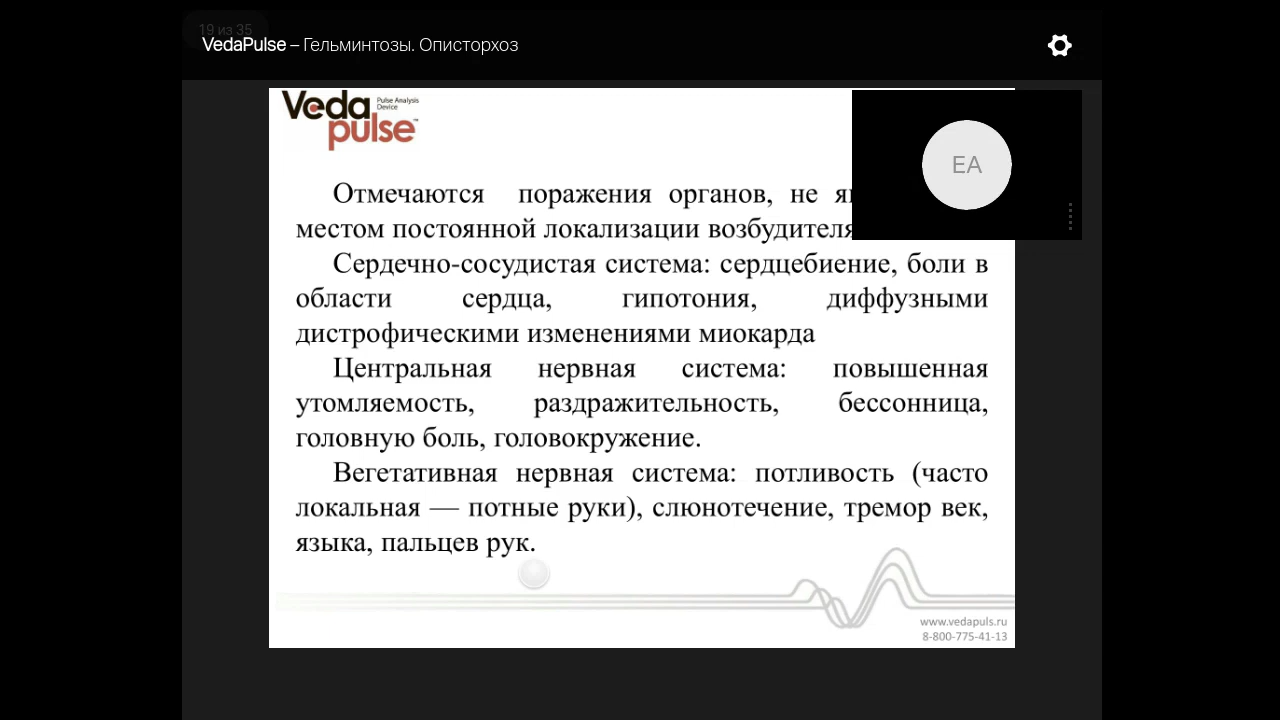 19 из 35
VedaPulse – Гельминтозы. Описторхоз
Veda
Pulse Analysis
Device
pulse™
EA
Отмечаются поражения органов, не
местом постоянной локализации возбудителя
Сердечно-сосудистая система: сердцебиение, боли в
области сердца, гипотония, диффузными
дистрофическими изменениями миокарда
Центральная нервная система: повышенная
утомляемость, раздражительность, бессонница,
головную боль, головокружение.
Вегетативная нервная система: потливость (часто
локальная — потные руки), слюнотечение, тремор век,
языка, пальцев рук.
www.vedapuls.ru
8-800-775-41-13